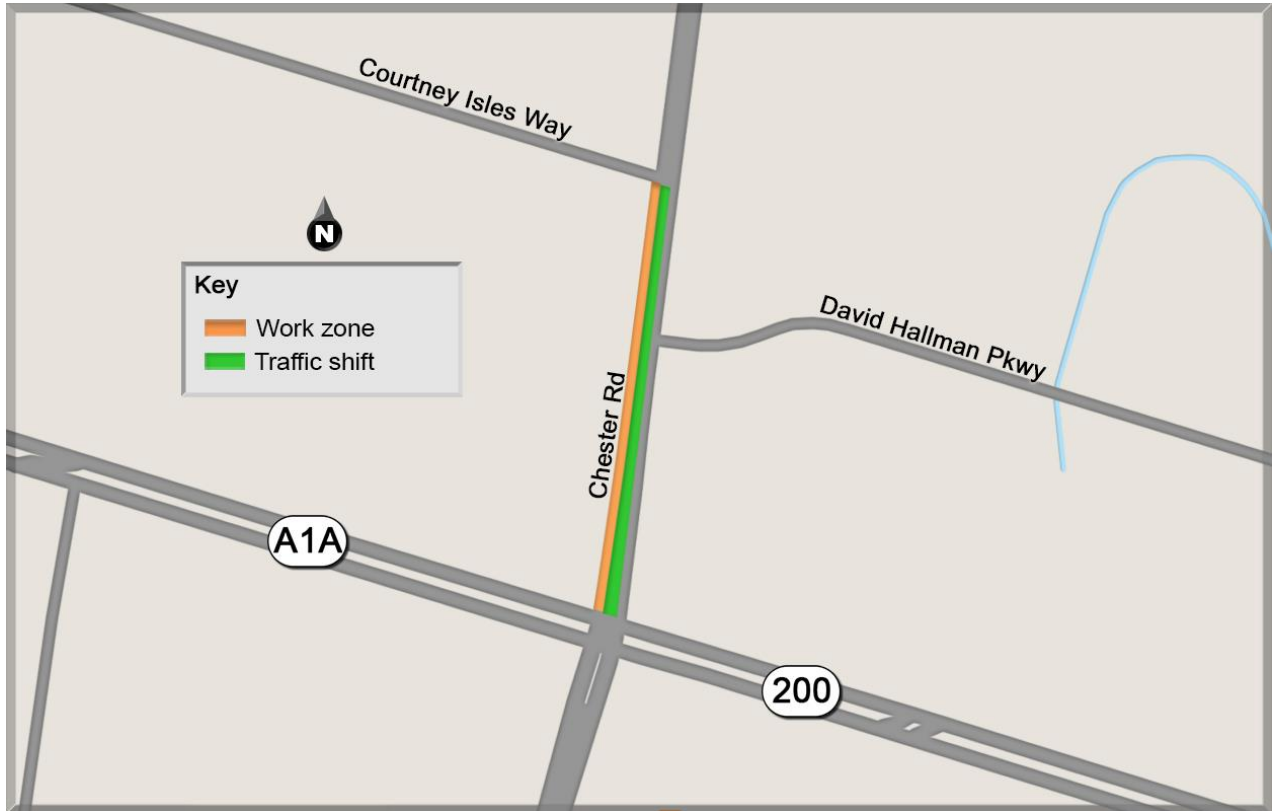 Courtney Isles Way
N
Key
Work zone
Traffic shift
David Hallman Pkwy
Chester Rd
A1A
200